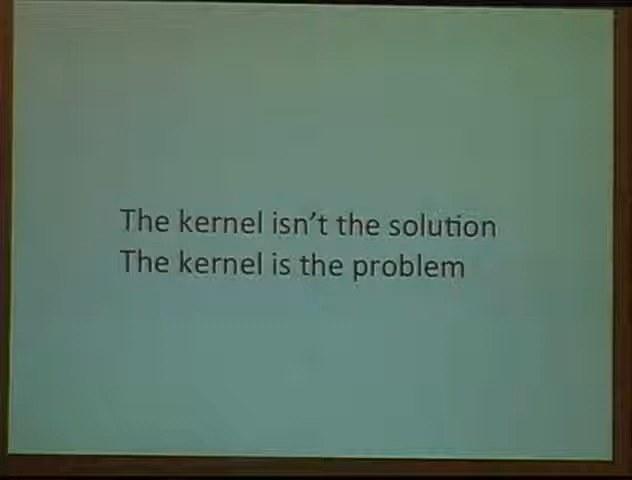 The kernel isn’t the solution
The kernel is the problem